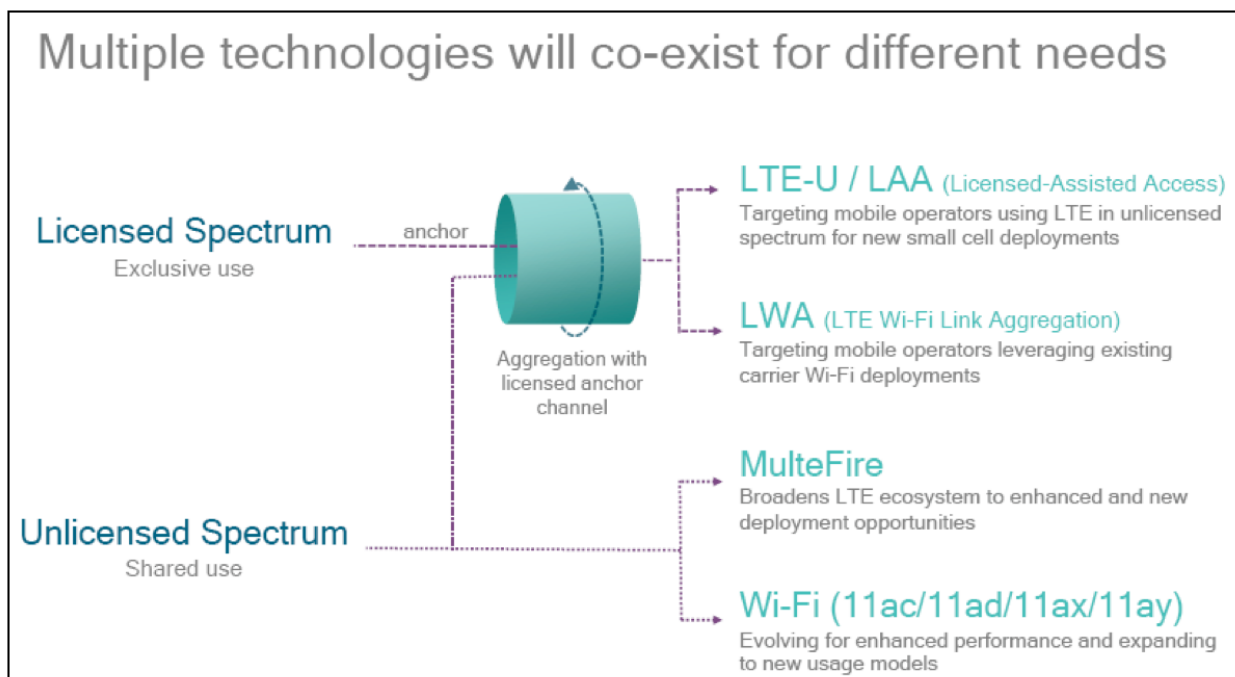 Multiple technologies will co-exist for different needs
Licensed Spectrum
Exclusive use
anchor
Aggregation with
licensed anchor
channel
LTE-U / LAA (Licensed-Assisted Access)
Targeting mobile operators using LTE in unlicensed
spectrum for new small cell deployments
LWA (LTE Wi-Fi Link Aggregation)
Targeting mobile operators leveraging existing
carrier Wi-Fi deployments
Unlicensed Spectrum
Shared use
MulteFire
Broadens LTE ecosystem to enhanced and new
deployment opportunities
Wi-Fi (11ac/11ad/11ax/11ay)
Evolving for enhanced performance and expanding
to new usage models